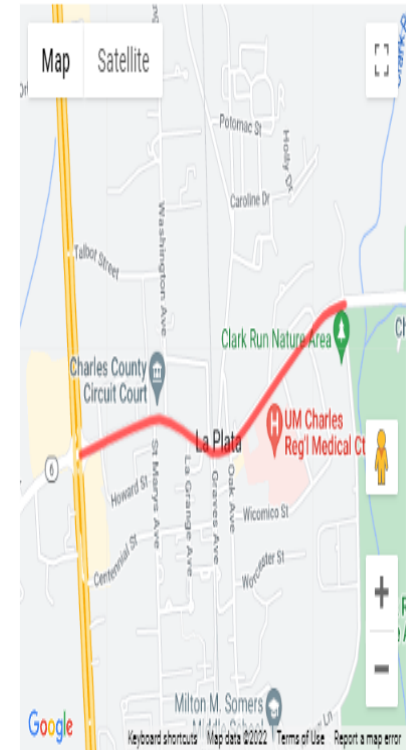 Map
Satellite
Potomac St
Holly Dr
Caroline Dr
Washington Ave
Talbot Street
Clark Run Nature Area
Cl
Charles County
Circuit Court
La Plata
UM Charles
Reg'l Medical Ct
6
St Marys Ave
La Grange Ave
Graves Ave
Oak Ave
Howard St
Wicomico St
Centennial St
Worcester St
Milton M. Somers
Middle School
Google
Keyboard shortcuts
Map data ©2022
Terms of Use
Report a map error